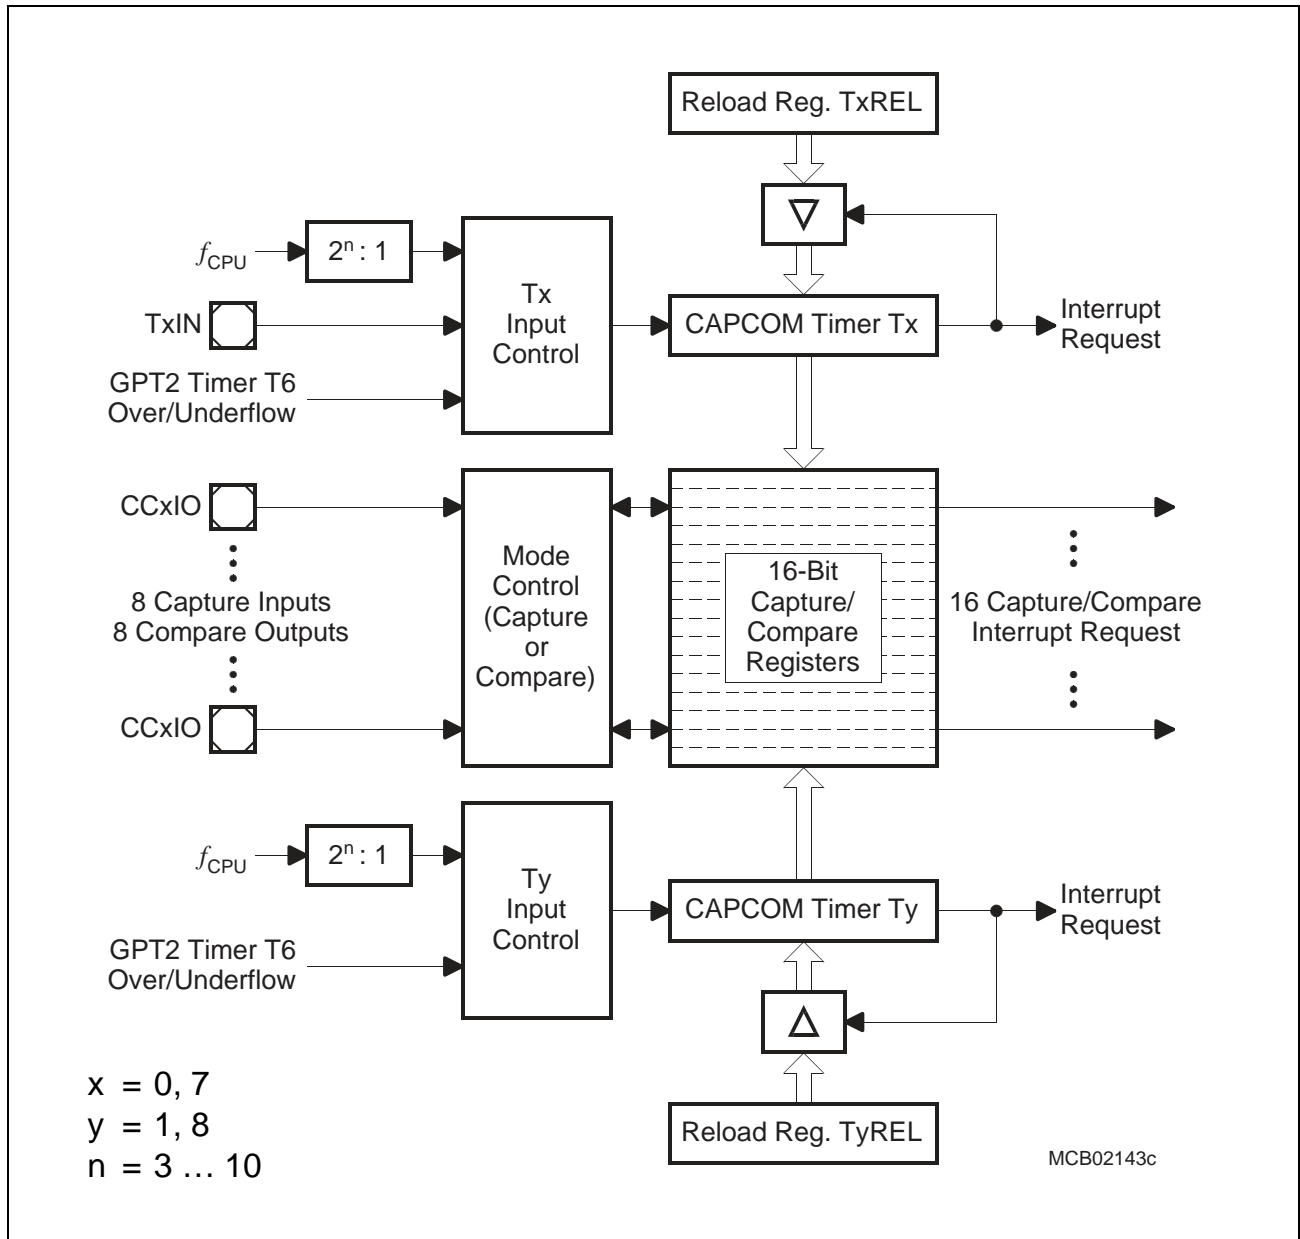 Reload Reg. TxREL
fCPU
2ⁿ : 1
TxIN
GPT2 Timer T6
Over/Underflow
Tx
Input
Control
CAPCOM Timer Tx
Interrupt
Request
CCxIO
8 Capture Inputs
8 Compare Outputs
CCxIO
Mode
Control
(Capture
or
Compare)
16-Bit
Capture/
Compare
Registers
16 Capture/Compare
Interrupt Request
fCPU
2ⁿ : 1
GPT2 Timer T6
Over/Underflow
Ty
Input
Control
CAPCOM Timer Ty
Interrupt
Request
Reload Reg. TyREL
x = 0, 7
y = 1, 8
n = 3 ... 10
MCB02143c